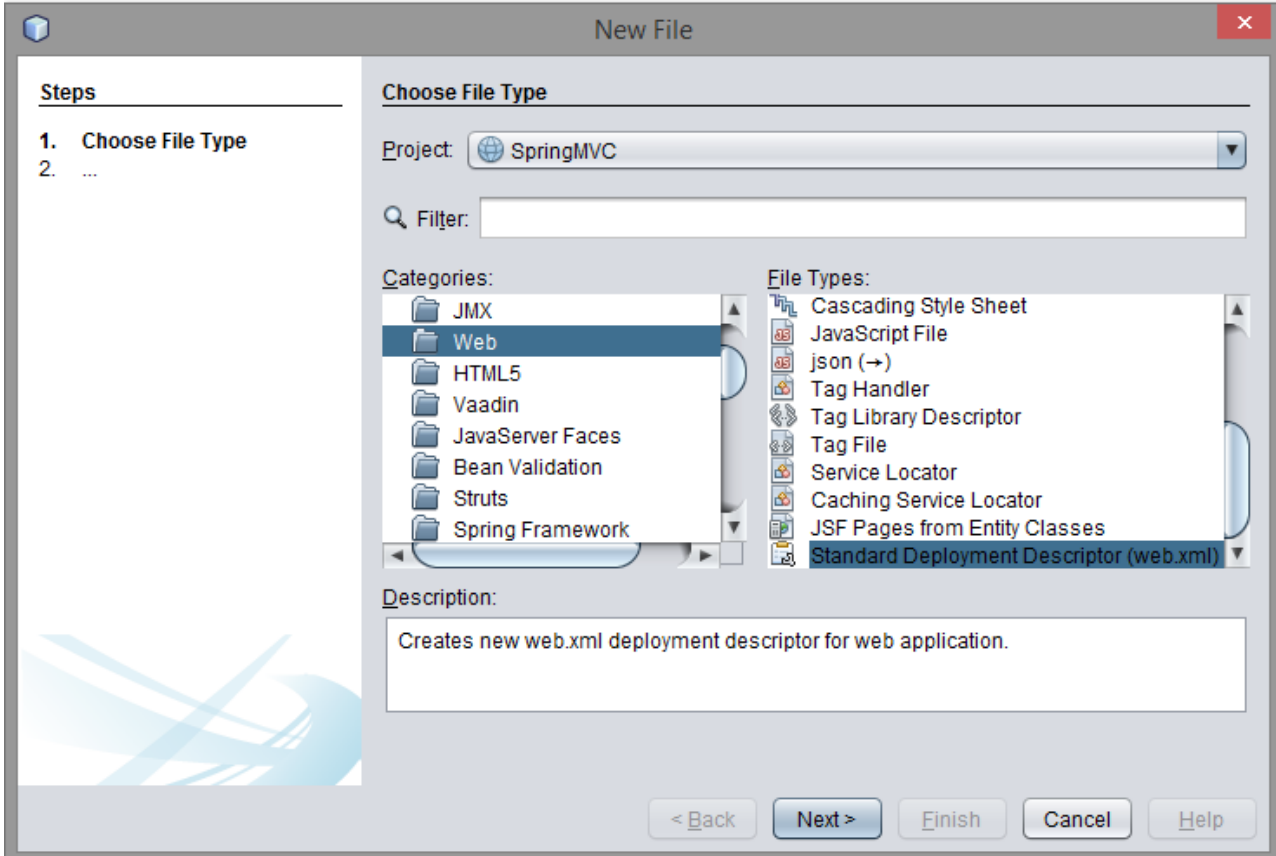 New File
Steps
1. Choose File Type
2. ...
Choose File Type
Project: SpringMVC
Filter:
Categories:
JMX
Web
HTML5
Vaadin
JavaServer Faces
Bean Validation
Struts
Spring Framework
File Types:
Cascading Style Sheet
JavaScript File
json (→)
Tag Handler
Tag Library Descriptor
Tag File
Service Locator
Caching Service Locator
JSF Pages from Entity Classes
Standard Deployment Descriptor (web.xml)
Description:
Creates new web.xml deployment descriptor for web application.
< Back Next > Finish Cancel Help